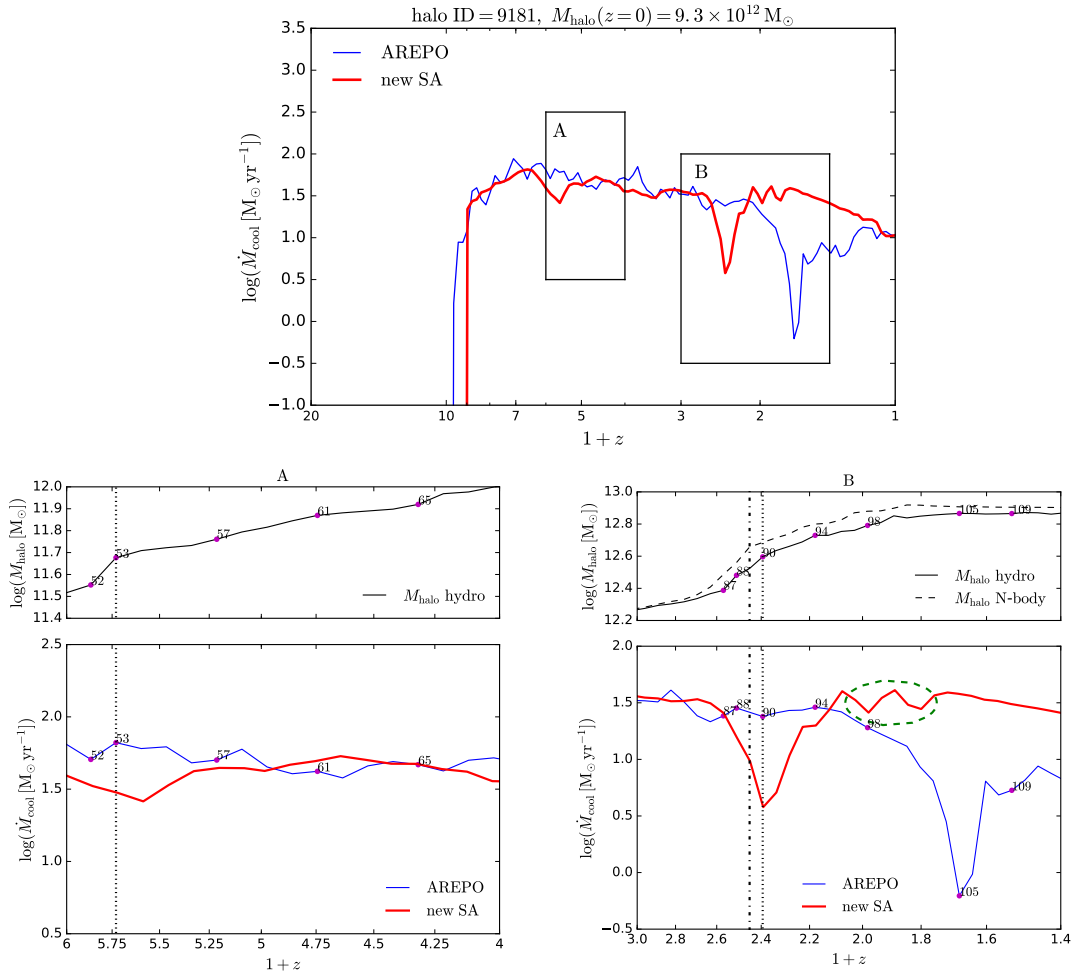 halo ID = 9181, M_halo(z = 0) = 9.3 × 10^12 M_⊙
3.5
3.0
2.5
2.0
1.5
1.0
0.5
0.0
−0.5
−1.0
log(Ṁ_cool [M_⊙ yr^−1])
AREPO
new SA
A
B
20 10 7 5 3 2 1
1 + z
A
12.0
11.9
11.8
11.7
11.6
11.5
11.4
log(M_halo [M_⊙])
52 53 57 61 65
M_halo hydro
2.5
2.0
1.5
1.0
0.5
log(Ṁ_cool [M_⊙ yr^−1])
52 53 57 61 65
AREPO
new SA
6 5.75 5.5 5.25 5 4.75 4.5 4.25 4
1 + z
B
13.0
12.8
12.6
12.4
12.2
log(M_halo [M_⊙])
87 88 90 94 98 105 109
M_halo hydro
M_halo N-body
2.0
1.5
1.0
0.5
0.0
−0.5
log(Ṁ_cool [M_⊙ yr^−1])
87 88 90 94 98 105 109
AREPO
new SA
3.0 2.8 2.6 2.4 2.2 2.0 1.8 1.6 1.4
1 + z